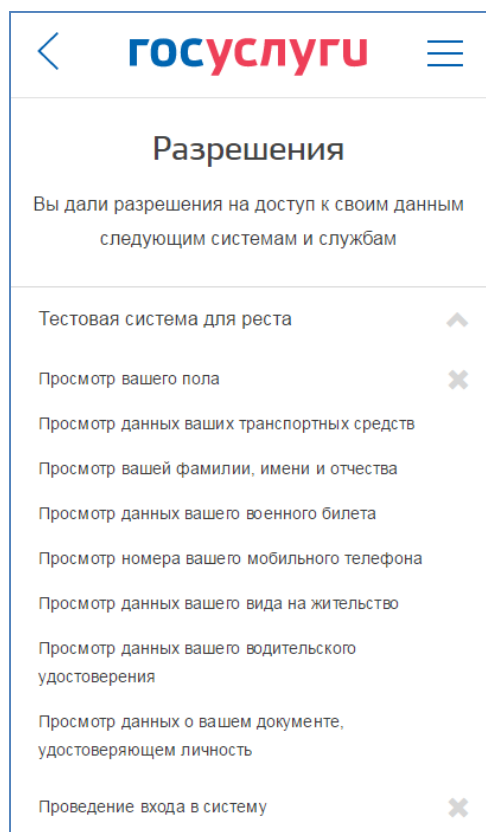 госуслуги
Разрешения
Вы дали разрешения на доступ к своим данным
следующим системам и службам
Тестовая система для реста
Просмотр вашего пола
Просмотр данных ваших транспортных средств
Просмотр вашей фамилии, имени и отчества
Просмотр данных вашего военного билета
Просмотр номера вашего мобильного телефона
Просмотр данных вашего вида на жительство
Просмотр данных вашего водительского
удостоверения
Просмотр данных о вашем документе,
удостоверяющем личность
Проведение входа в систему